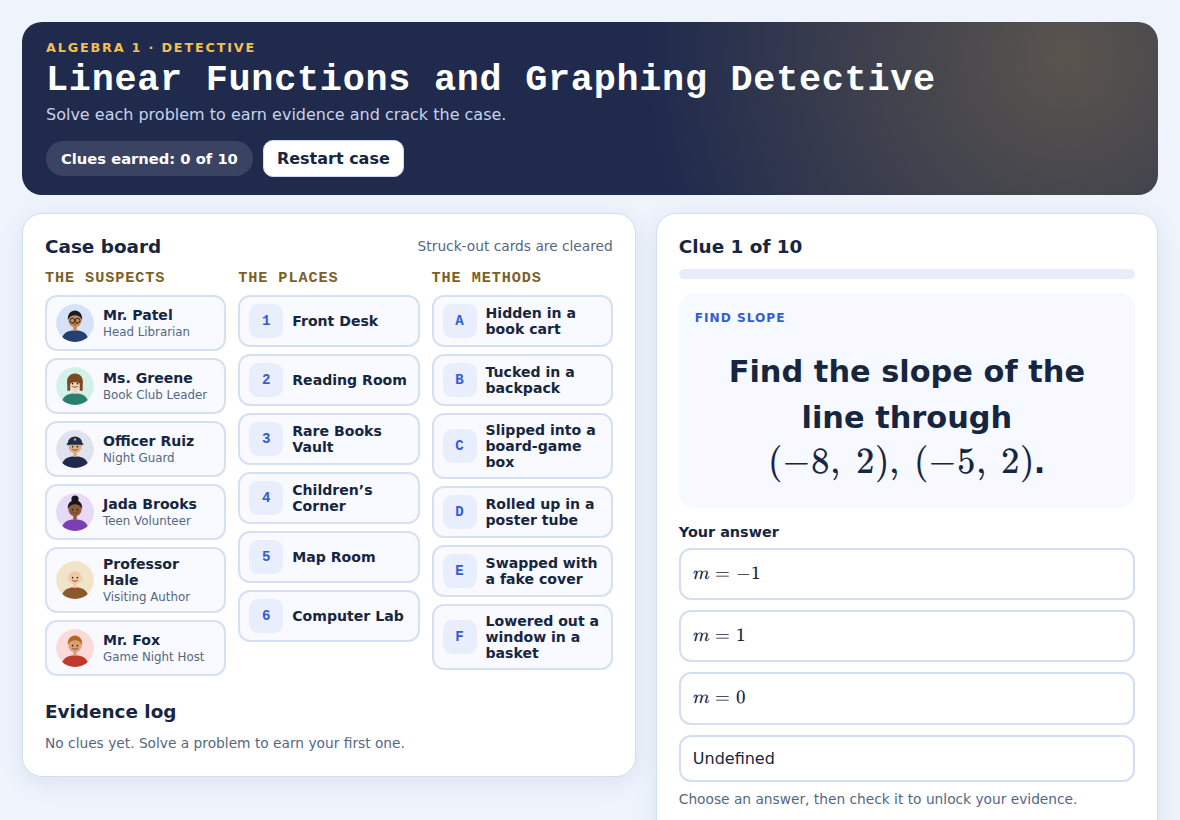 ALGEBRA 1 · DETECTIVE
Linear Functions and Graphing Detective
Solve each problem to earn evidence and crack the case.
Clues earned: 0 of 10
Restart case
Case board
Struck-out cards are cleared
THE SUSPECTS
Mr. Patel
Head Librarian
Ms. Greene
Book Club Leader
Officer Ruiz
Night Guard
Jada Brooks
Teen Volunteer
Professor
Hale
Visiting Author
Mr. Fox
Game Night Host
THE PLACES
1 Front Desk
2 Reading Room
3 Rare Books
Vault
4 Children’s
Corner
5 Map Room
6 Computer Lab
THE METHODS
A Hidden in a
book cart
B Tucked in a
backpack
C Slipped into a
board-game
box
D Rolled up in a
poster tube
E Swapped with
a fake cover
F Lowered out a
window in a
basket
Evidence log
No clues yet. Solve a problem to earn your first one.
Clue 1 of 10
FIND SLOPE
Find the slope of the
line through
(−8, 2), (−5, 2).
Your answer
m = −1
m = 1
m = 0
Undefined
Choose an answer, then check it to unlock your evidence.